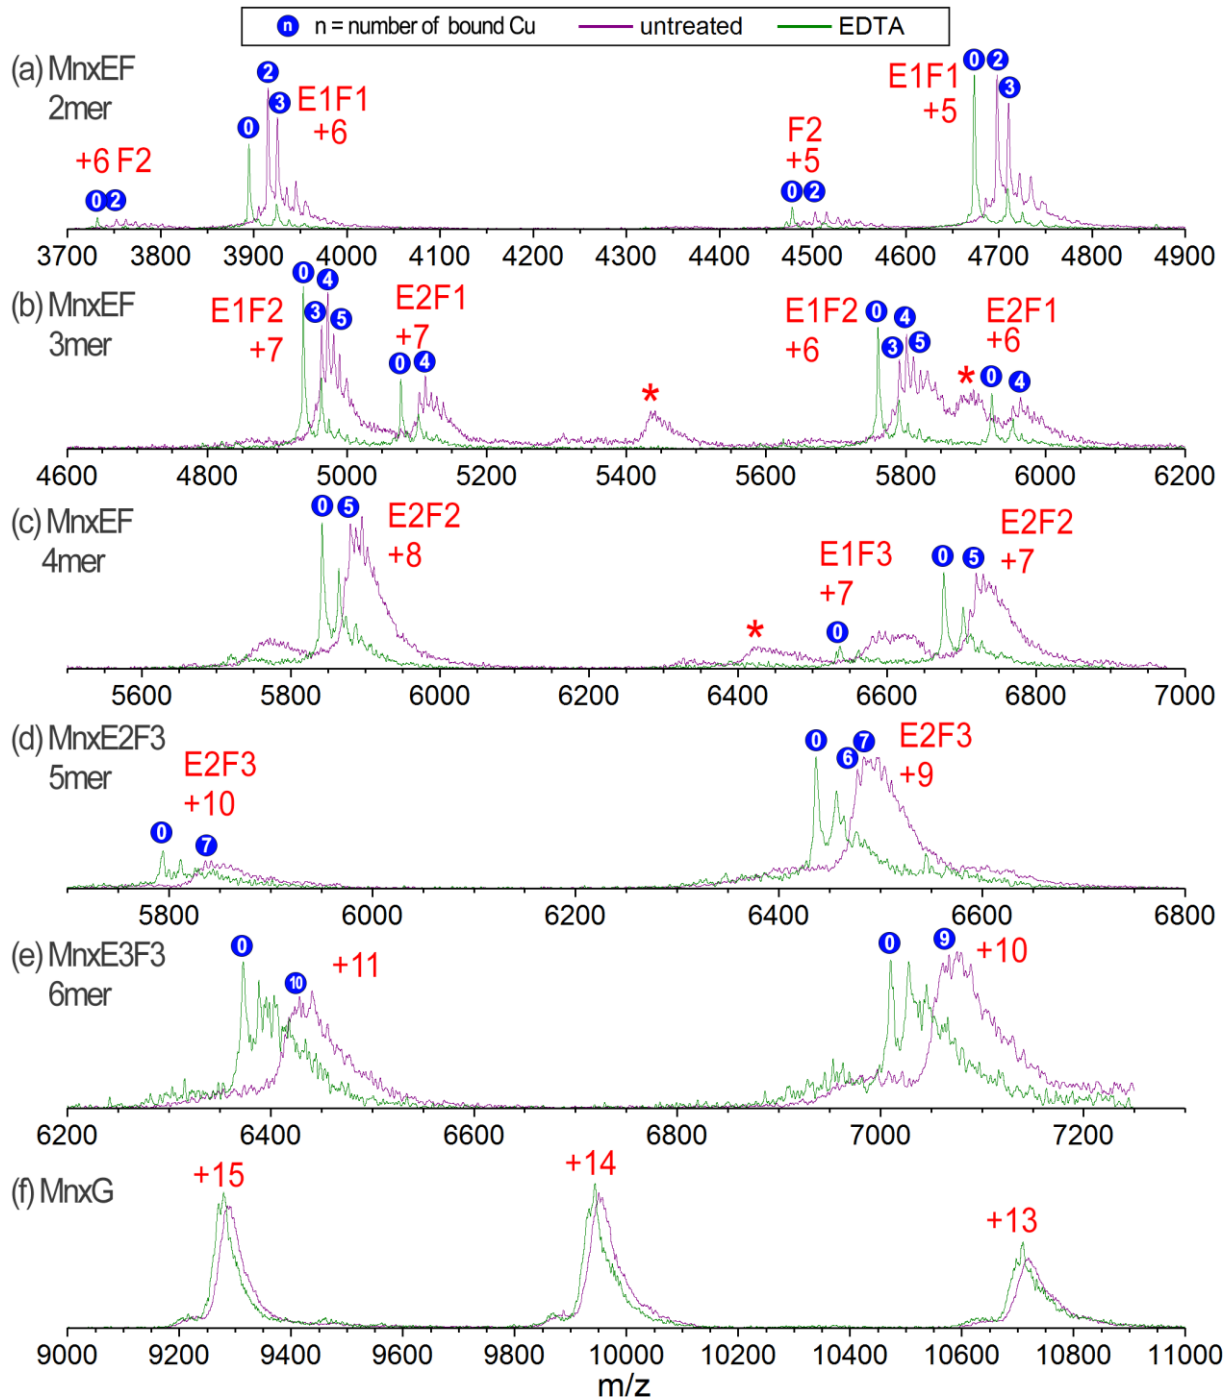 n n = number of bound Cu untreated EDTA
(a) MnxEF
2mer
+6 F2
0 2
0 2 3
E1F1
+6
F2
+5
0 2
E1F1
+5
0 2 3
3700 3800 3900 4000 4100 4200 4300 4400 4500 4600 4700 4800 4900
(b) MnxEF
3mer
E1F2
+7
0 3 4 5
E2F1
+7
0 4
*
E1F2
+6
0 3 4 5
*
E2F1
+6
0 4
4600 4800 5000 5200 5400 5600 5800 6000 6200
(c) MnxEF
4mer
0 5
E2F2
+8
*
E1F3
+7
0
0 5
E2F2
+7
5600 5800 6000 6200 6400 6600 6800 7000
(d) MnxE2F3
5mer
E2F3
+10
0 7
0 6 7
E2F3
+9
5800 6000 6200 6400 6600 6800
(e) MnxE3F3
6mer
0 10
+11
0 9
+10
6200 6400 6600 6800 7000 7200
(f) MnxG
+15
+14
+13
9000 9200 9400 9600 9800 10000 10200 10400 10600 10800 11000
m/z